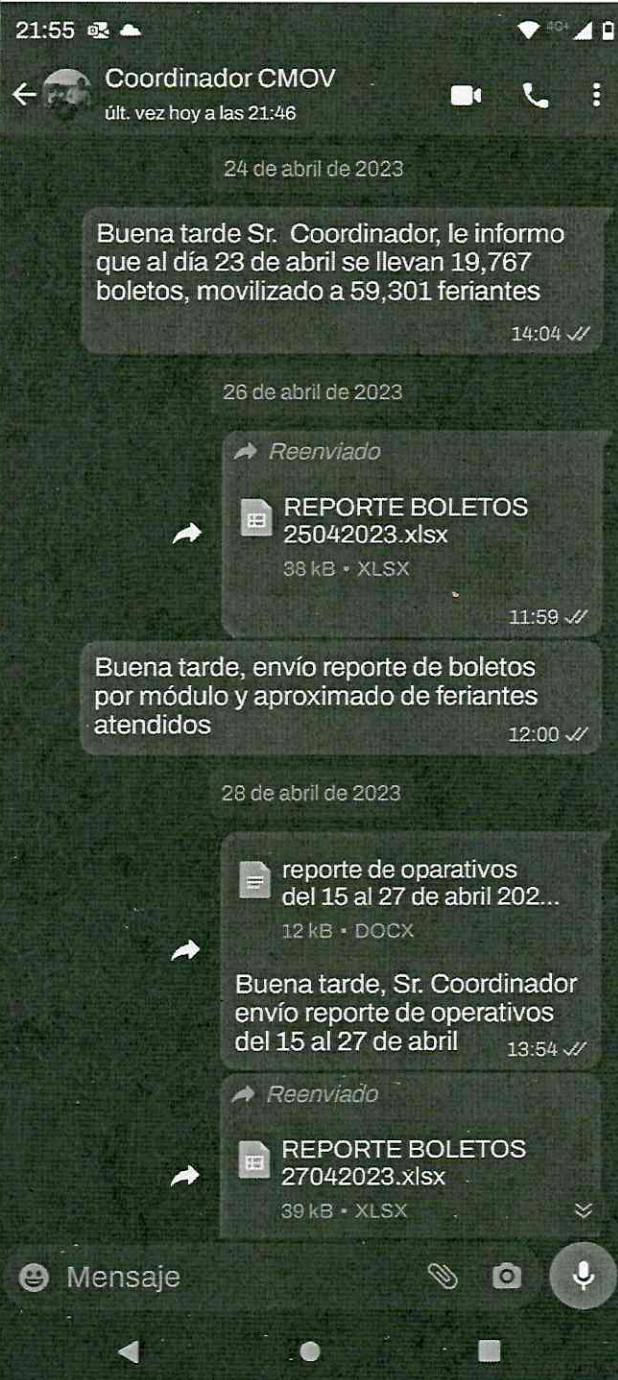 21:55
4G+
Coordinador CMOV
últ. vez hoy a las 21:46
24 de abril de 2023
Buena tarde Sr. Coordinador, le informo
que al día 23 de abril se llevan 19,767
boletos, movilizado a 59,301 feriantes
14:04
26 de abril de 2023
Reenviado
REPORTE BOLETOS
25042023.xlsx
38 kB • XLSX
11:59
Buena tarde, envío reporte de boletos
por módulo y aproximado de feriantes
atendidos
12:00
28 de abril de 2023
reporte de oparativos
del 15 al 27 de abril 202...
12 kB • DOCX
Buena tarde, Sr. Coordinador
envío reporte de operativos
del 15 al 27 de abril
13:54
Reenviado
REPORTE BOLETOS
27042023.xlsx
39 kB • XLSX
Mensaje